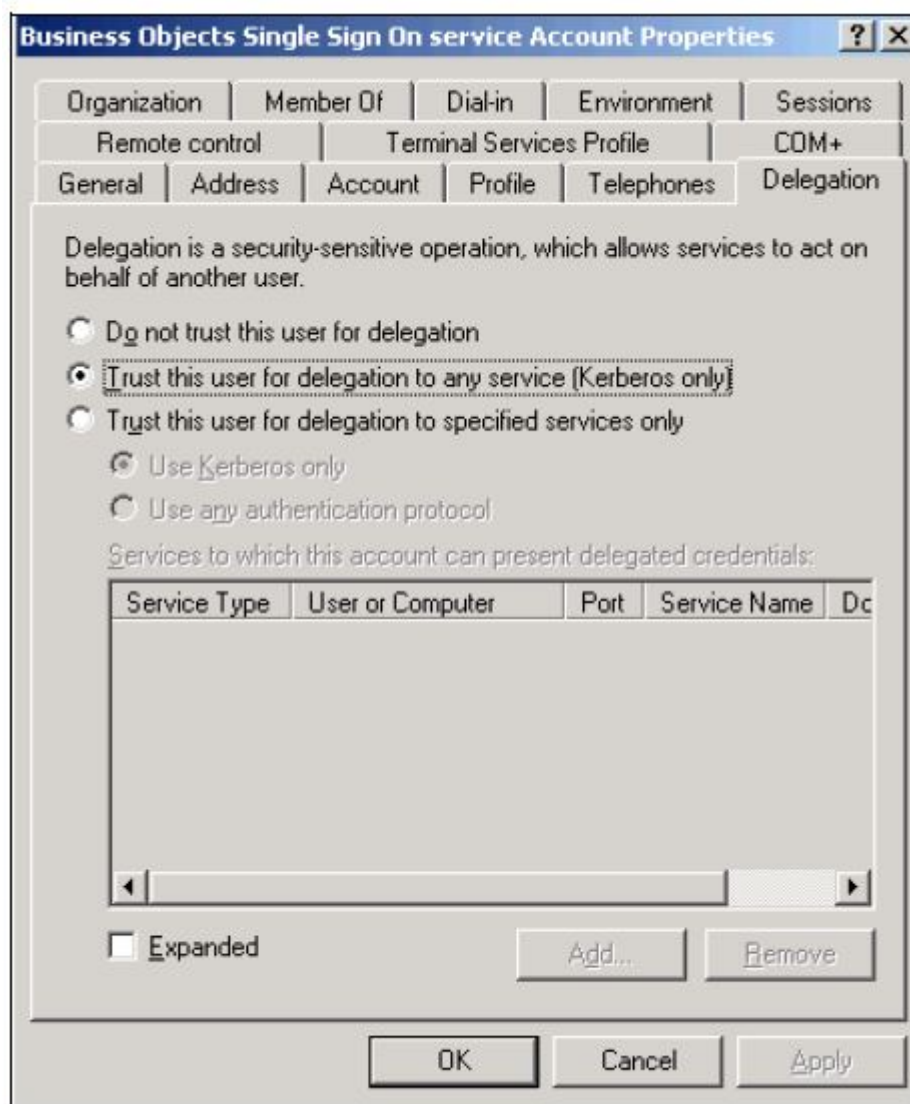 Business Objects Single Sign On service Account Properties
Organization Member Of Dial-in Environment Sessions
Remote control Terminal Services Profile COM+
General Address Account Profile Telephones Delegation
Delegation is a security-sensitive operation, which allows services to act on
behalf of another user.
Do not trust this user for delegation
Trust this user for delegation to any service (Kerberos only)
Trust this user for delegation to specified services only
Use Kerberos only
Use any authentication protocol
Services to which this account can present delegated credentials:
Service Type User or Computer Port Service Name Dc
Expanded Add... Remove
OK Cancel Apply